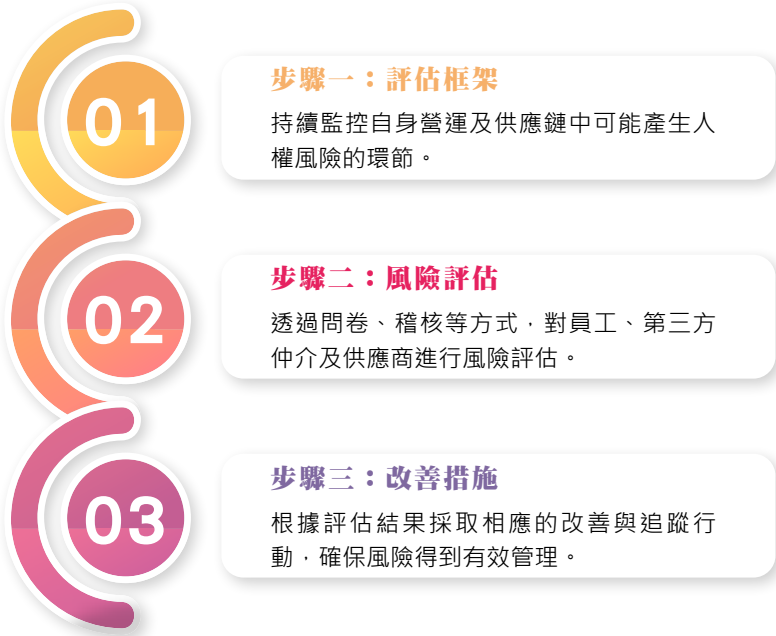 01
步驟一：評估框架
持續監控自身營運及供應鏈中可能產生人
權風險的環節。
02
步驟二：風險評估
透過問卷、稽核等方式，對員工、第三方
仲介及供應商進行風險評估。
03
步驟三：改善措施
根據評估結果採取相應的改善與追蹤行
動，確保風險得到有效管理。